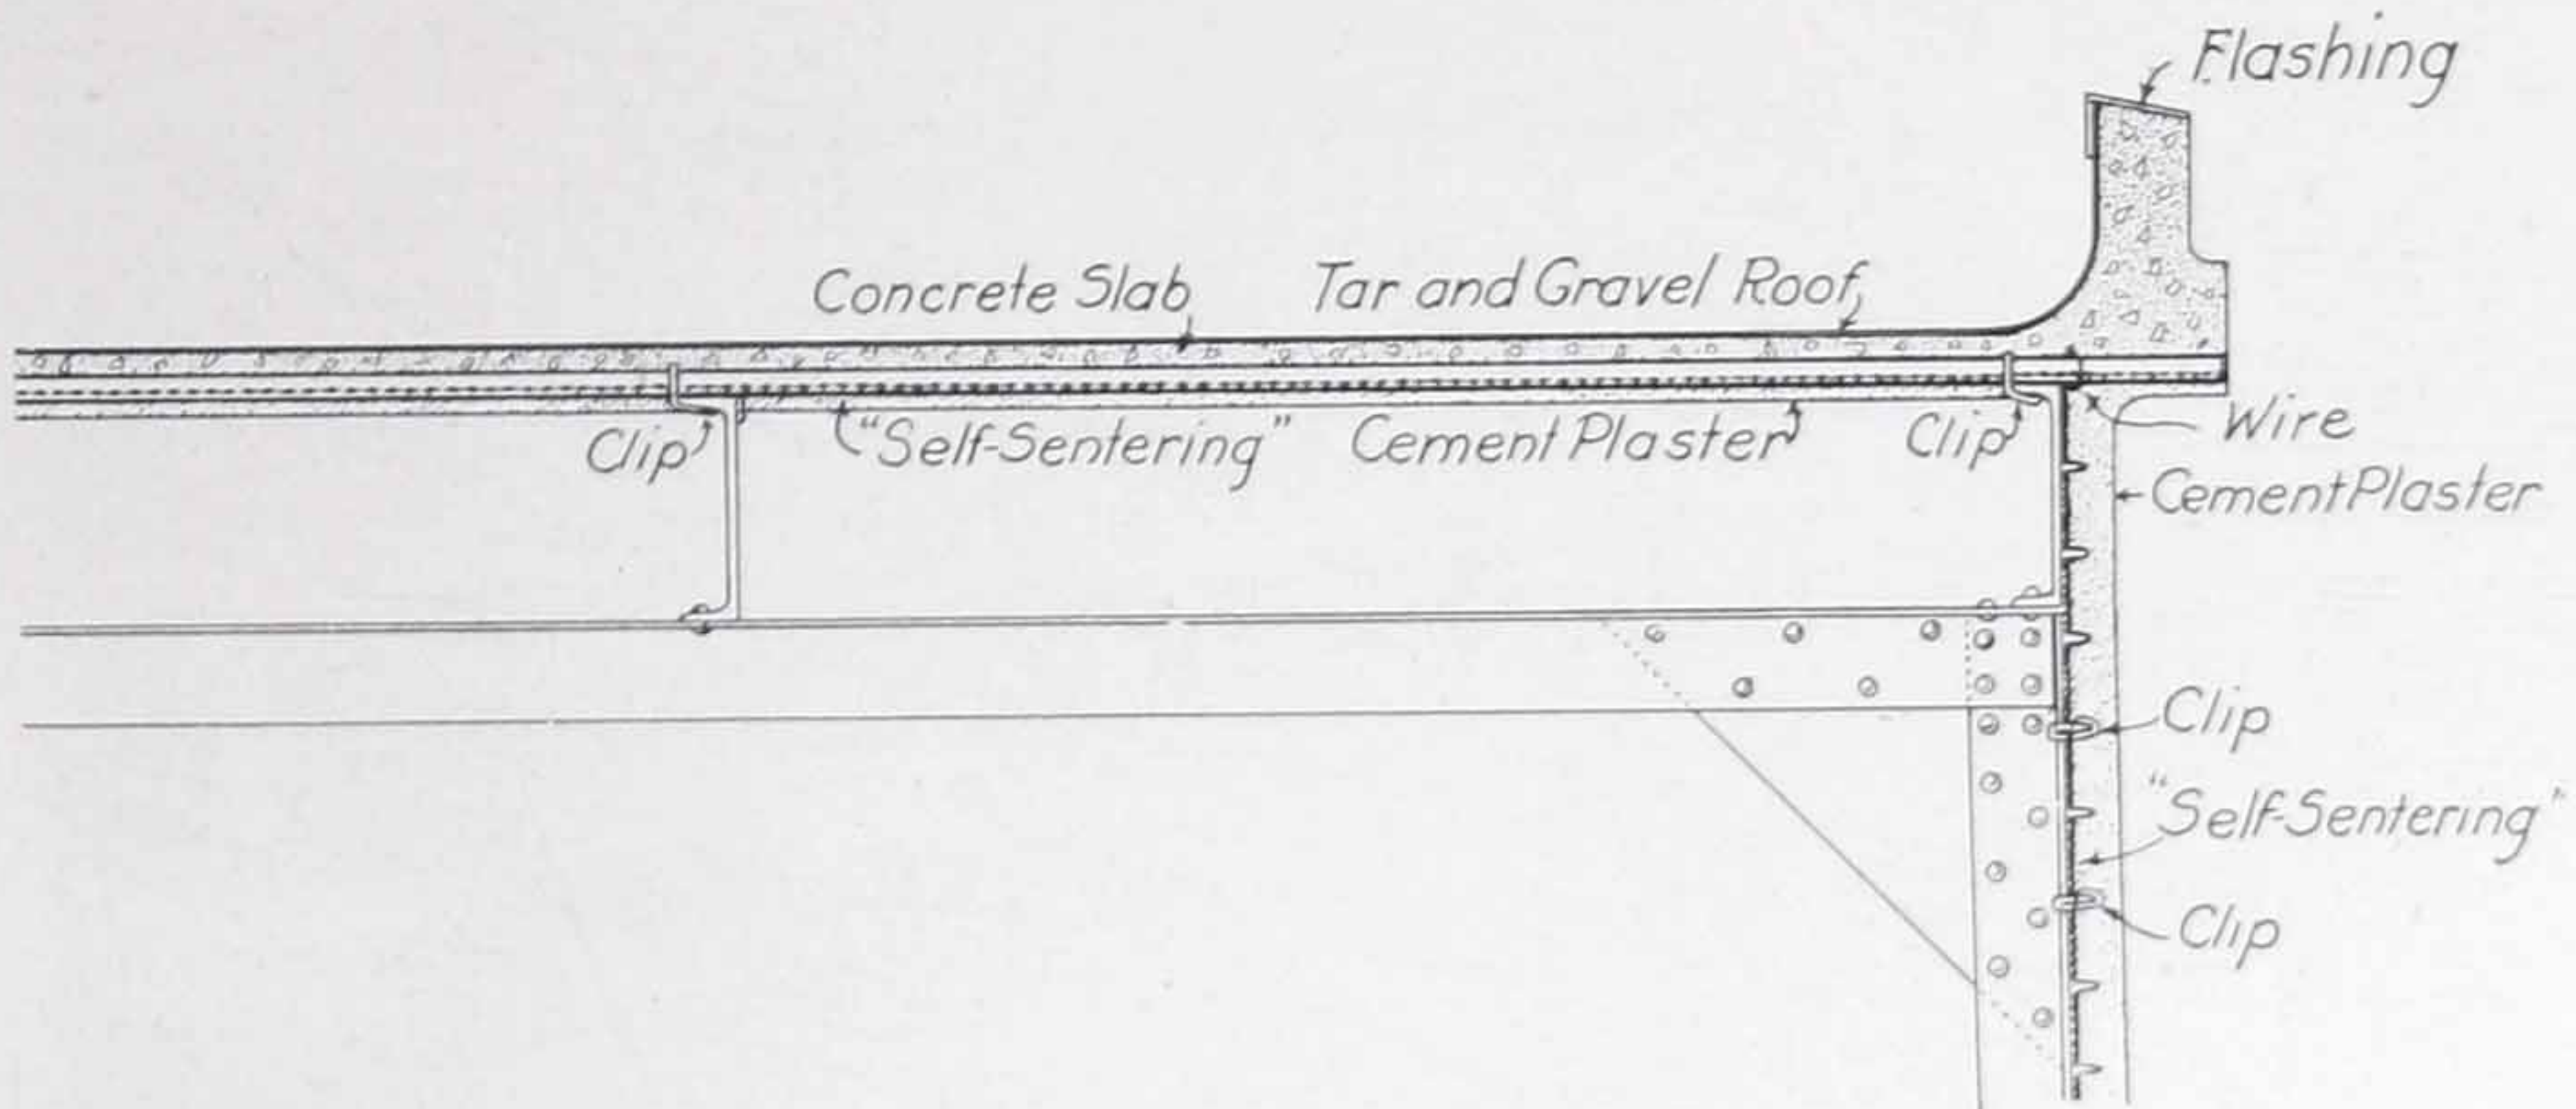 Flashing
Concrete Slab
Tar and Gravel Roof
Clip
"Self-Sentering"
Cement Plaster
Clip
Wire
Cement Plaster
Clip
"Self-Sentering"
Clip